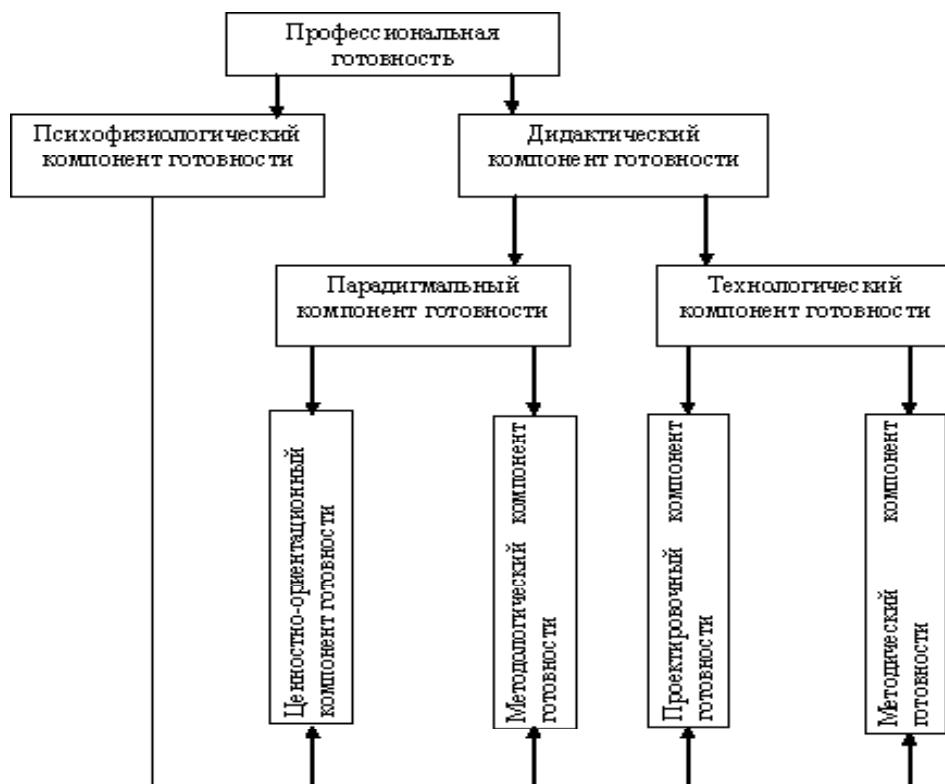 Профессиональная
готовность
Психофизиологический
компонент готовности
Дидактический
компонент готовности
Парадигмальный
компонент готовности
Технологический
компонент готовности
Ценностно-ориентационный
компонент готовности
Методологический компонент
готовности
Проектировочный компонент
готовности
Методический компонент
готовности